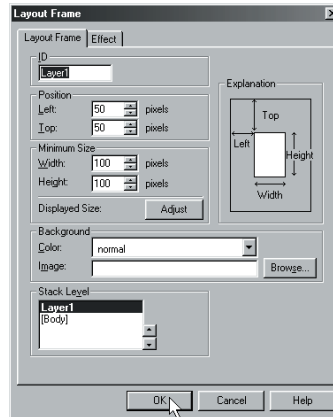 Layout Frame
Layout Frame Effect
ID
Layer1
Position
Left: 50 pixels
Top: 50 pixels
Minimum Size
Width: 100 pixels
Height: 100 pixels
Displayed Size: Adjust
Explanation
Top
Left
Height
Width
Background
Color: normal
Image: Browse...
Stack Level
Layer1
[Body]
OK Cancel Help